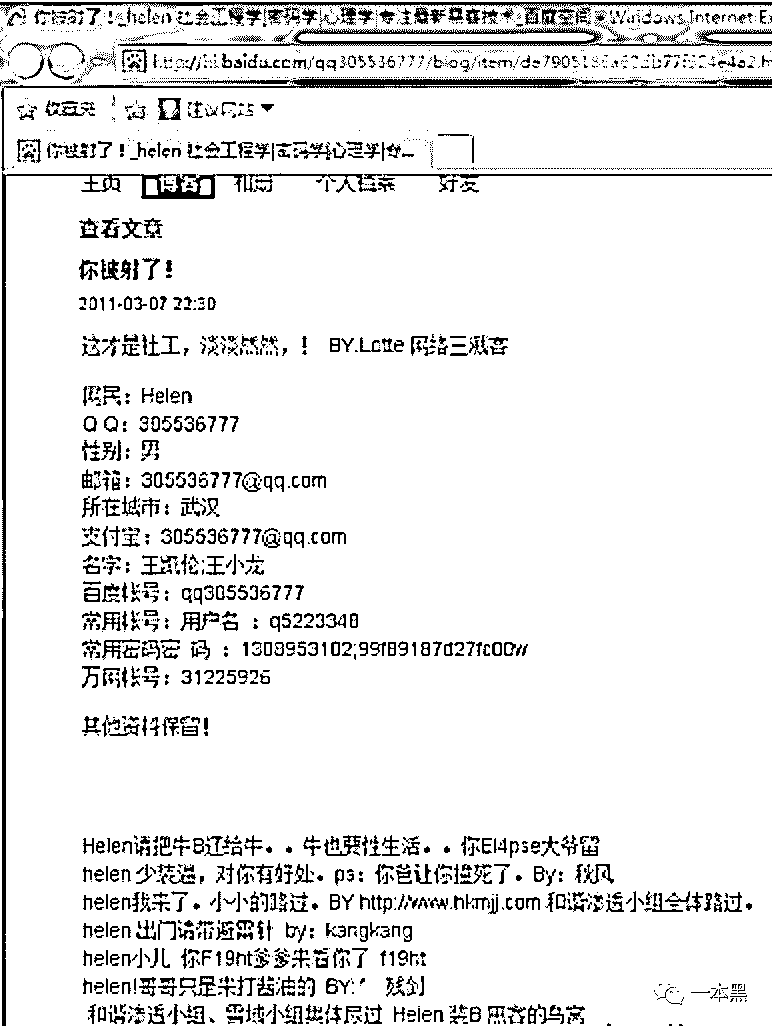 你被射了！_helen 社会工程学|密码学|心理学|专注最新黑客技术_百度空间 - Windows Internet Ex
http://hi.baidu.com/qq305536777/blog/item/
收藏夹 建议网站
你被射了！_helen 社会工程学|密码学|心理学|专...
主页 博客 相册 个人档案 好友
查看文章
你被射了！
2011-03-07 22:30
这才是社工，淡淡然然，！ BY.Lotte 网络三溅客
网民：Helen
Q Q：305536777
性别：男
邮箱：305536777@qq.com
所在城市：武汉
支付宝：305536777@qq.com
名字：王凯伦;王小龙
百度帐号：qq305536777
常用帐号：用户名 ：q5223348
常用密码密 码 ：
万网帐号：31225926
其他资料保留！
Helen请把牛B还给牛。。牛也要性生活。。你El4pse大爷留
helen 少装逼，对你有好处。ps：你爸让你撞死了。By：秋风
helen我来了。小小的路过。BY http://www.hkmjj.com 和谐渗透小组全体路过。
helen 出门请带避雷针 by：kangkang
helen小儿 你F19ht爹爹来看你了 f19ht
helen!哥哥只是来打酱油的 BY: 残剑
和谐渗透小组、雪域小组集体尿过 Helen 装B 黑客的鸟窝
一本黑